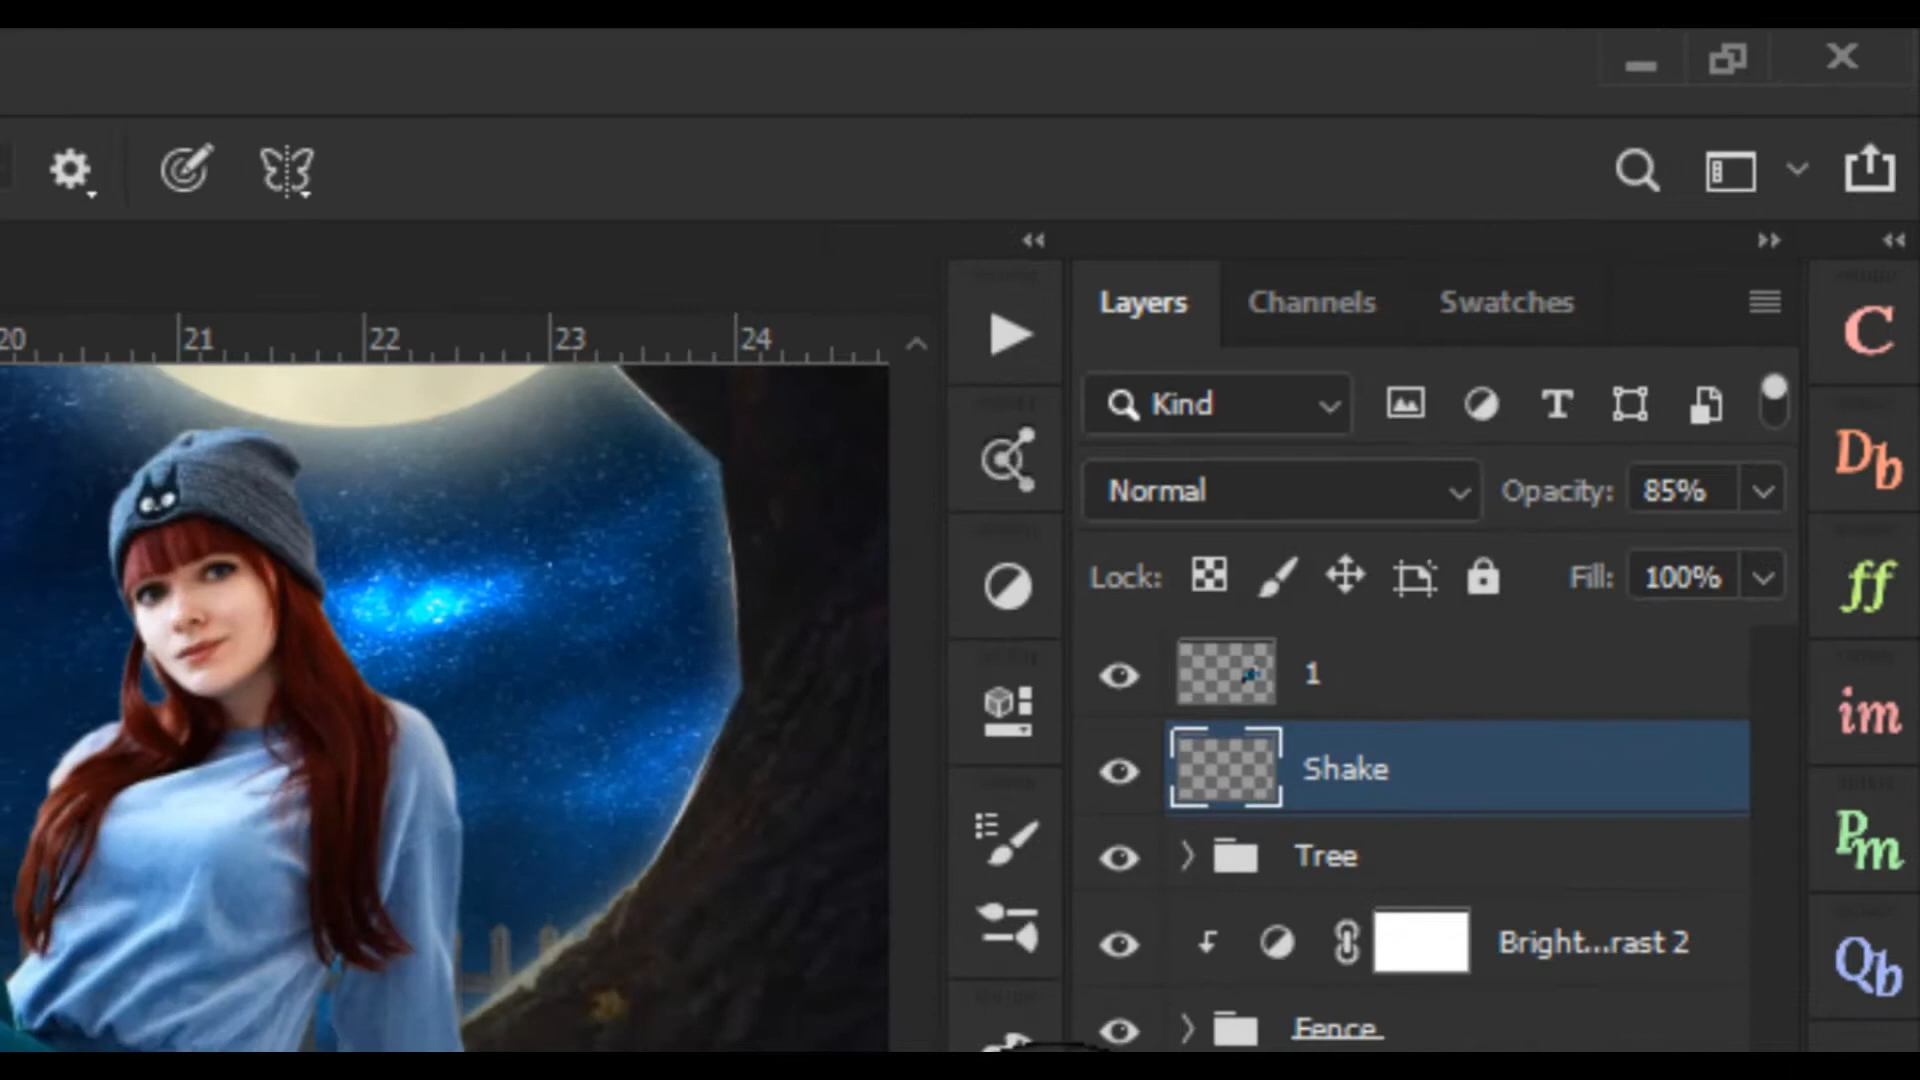 20 21 22 23 24
Layers Channels Swatches
Kind
Normal Opacity: 85%
Lock: Fill: 100%
1
Shake
Tree
Bright...rast 2
Fence
C
Db
ff
im
Pm
Qb